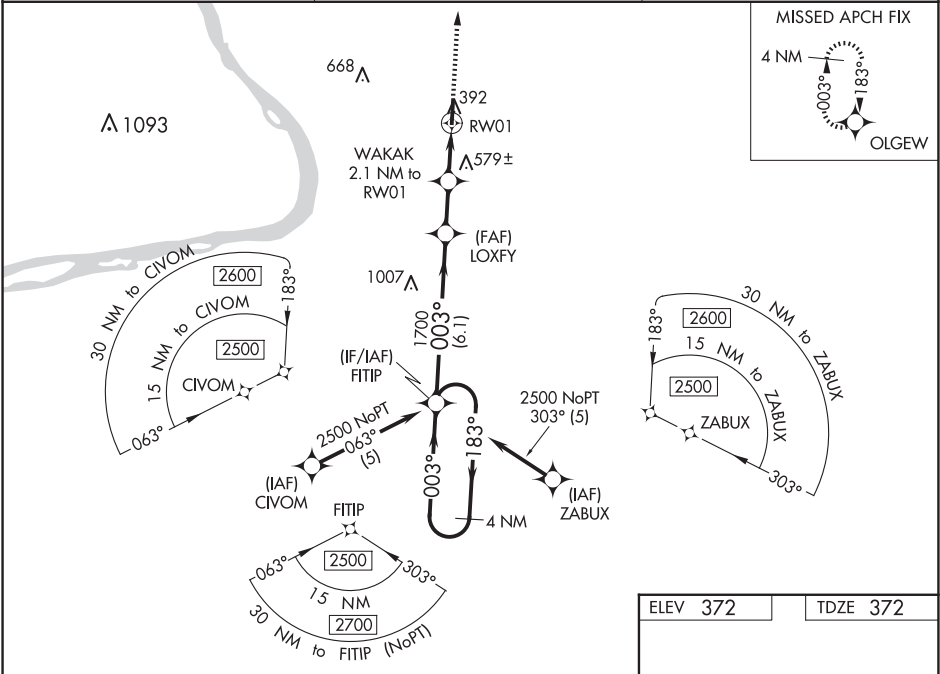 MISSED APCH FIX
4 NM
003°
183°
OLGEW
668
1093
392
RW01
WAKAK
2.1 NM to
RW01
579±
(FAF)
LOXFY
1007
1700
003°
(6.1)
30 NM to CIVOM
2600
183°
15 NM to CIVOM
2500
CIVOM
063°
(IF/IAF)
FITIP
2500 NoPT
063°
(5)
(IAF)
CIVOM
003°
183°
4 NM
2500 NoPT
303° (5)
(IAF)
ZABUX
30 NM to ZABUX
2600
183°
15 NM to ZABUX
2500
ZABUX
303°
FITIP
063°
2500
303°
15 NM
2700
30 NM to FITIP (NoPT)
ELEV 372
TDZE 372